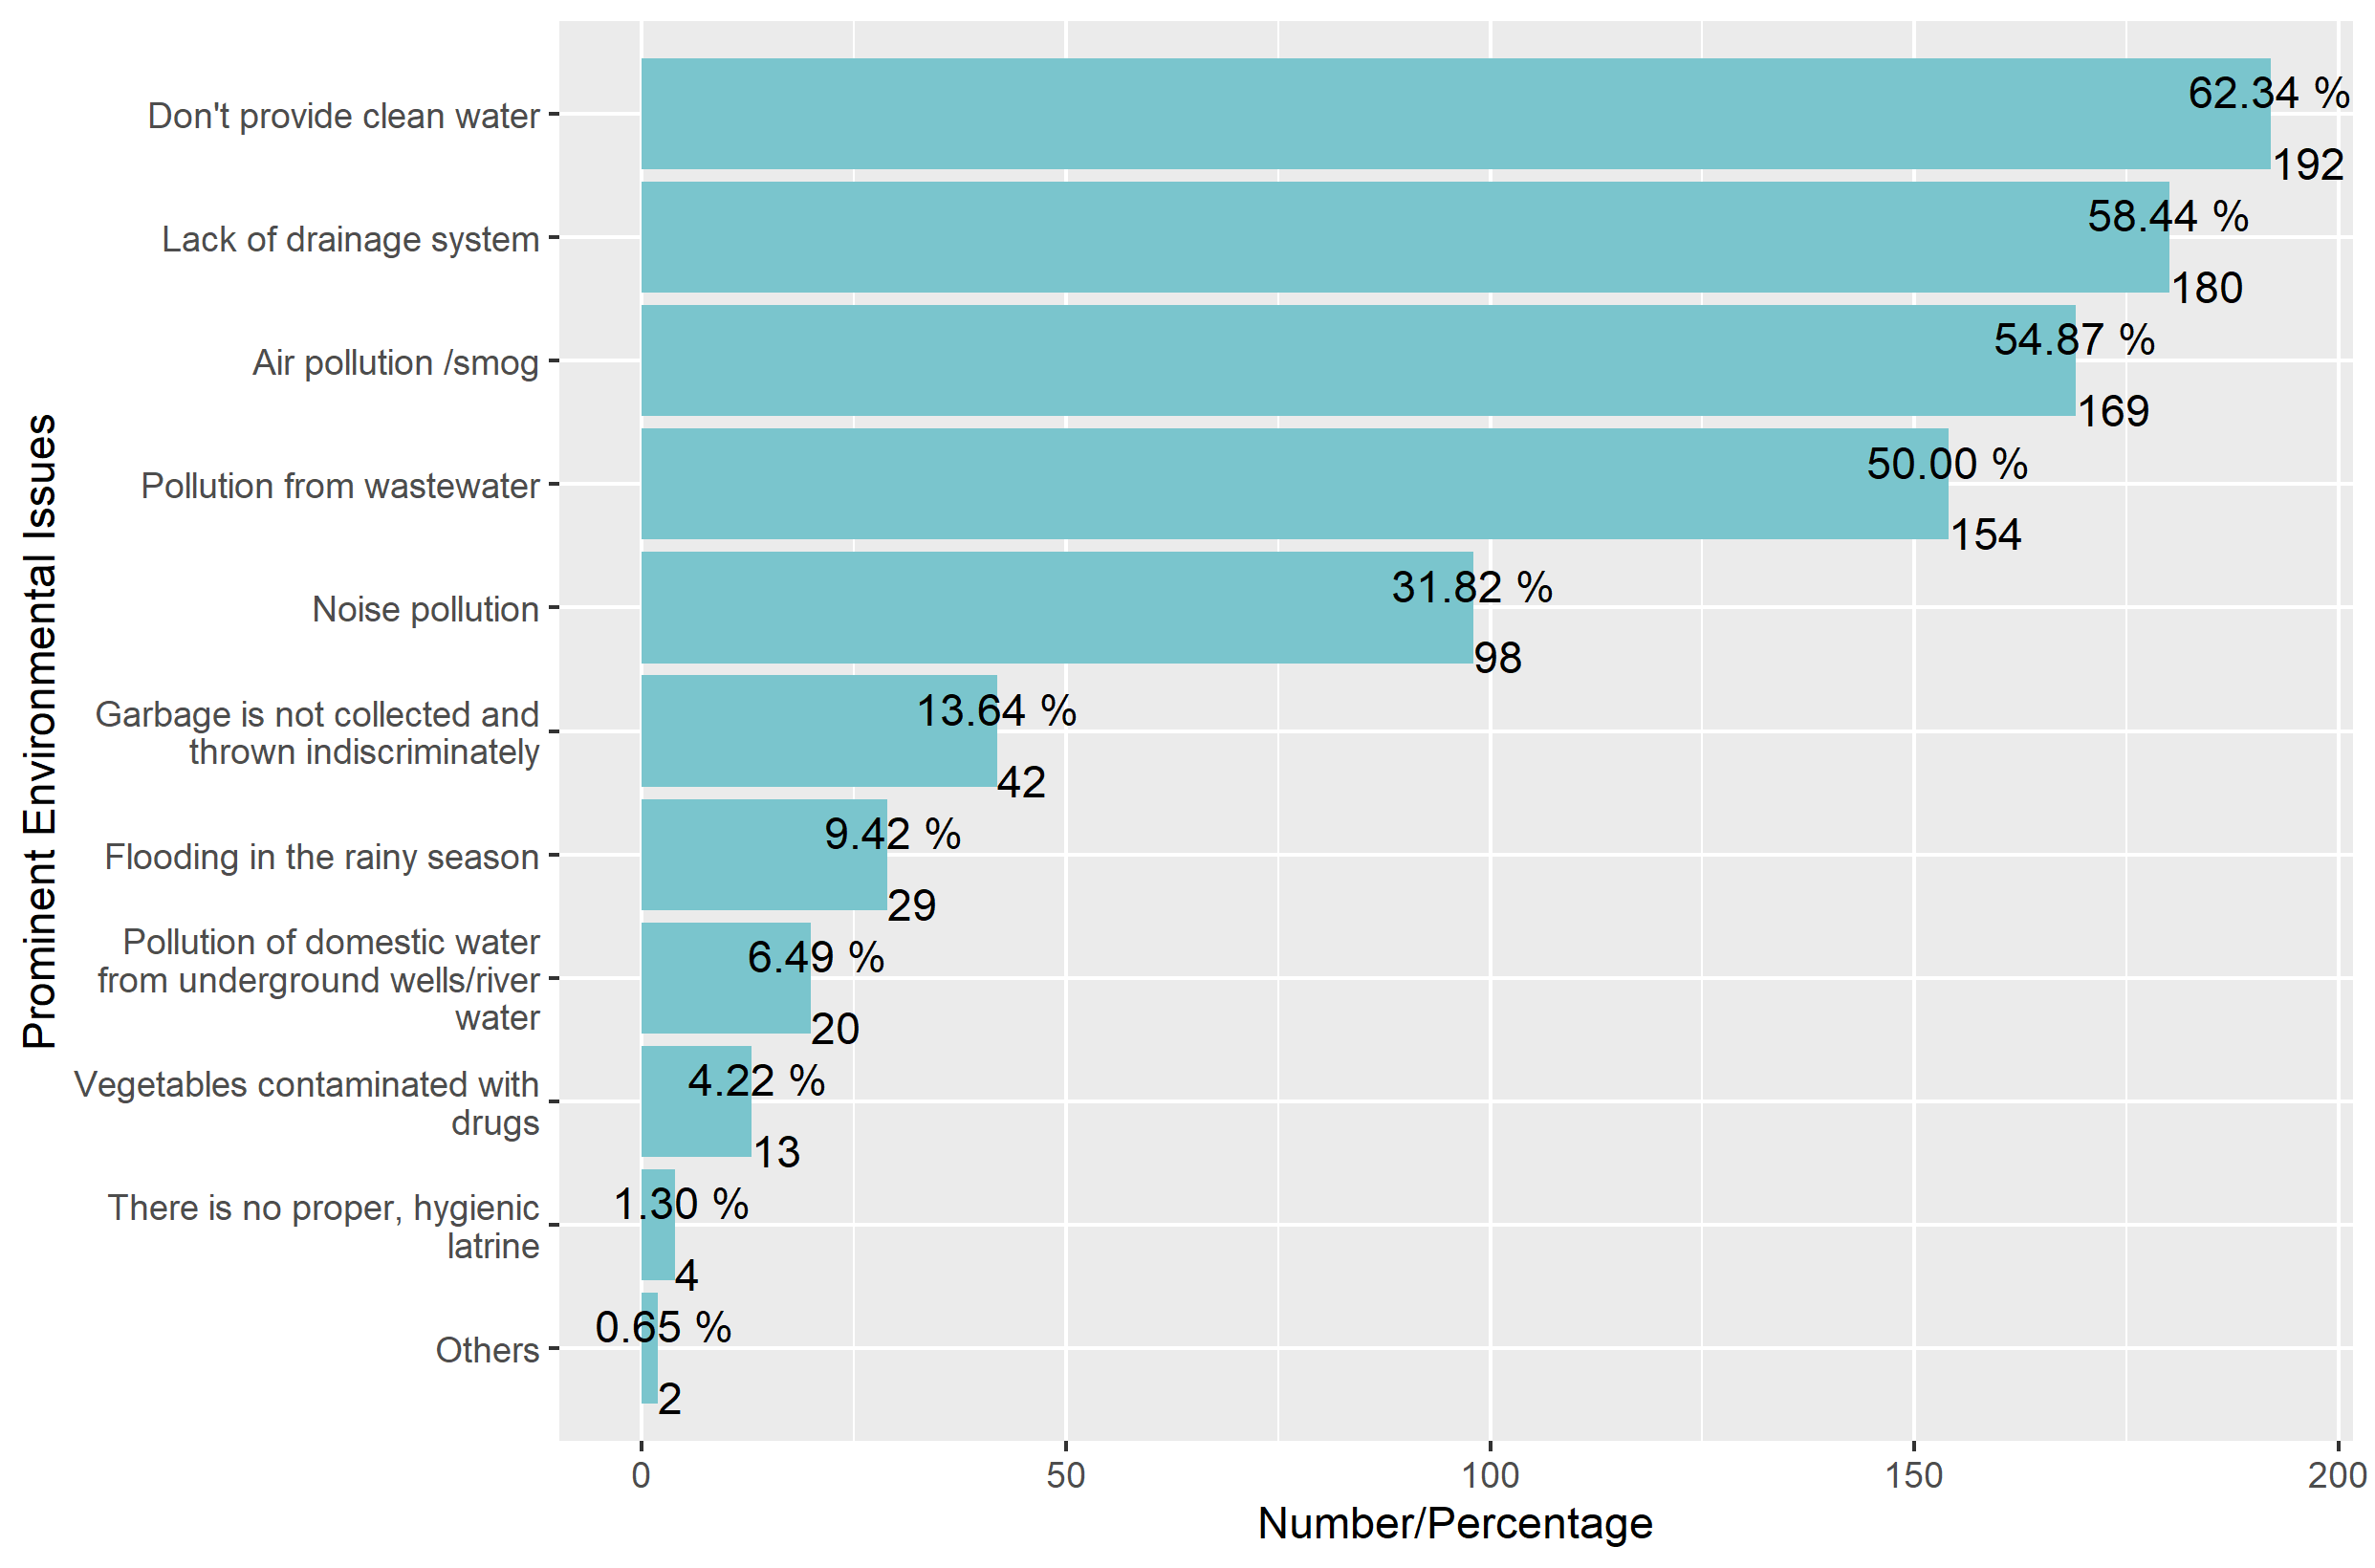 Prominent Environmental Issues
Don't provide clean water
62.34 %
192
Lack of drainage system
58.44 %
180
Air pollution /smog
54.87 %
169
Pollution from wastewater
50.00 %
154
Noise pollution
31.82 %
98
Garbage is not collected and
thrown indiscriminately
13.64 %
42
Flooding in the rainy season
9.42 %
29
Pollution of domestic water
from underground wells/river
water
6.49 %
20
Vegetables contaminated with
drugs
4.22 %
13
There is no proper, hygienic
latrine
1.30 %
4
Others
0.65 %
2
0 50 100 150 200
Number/Percentage